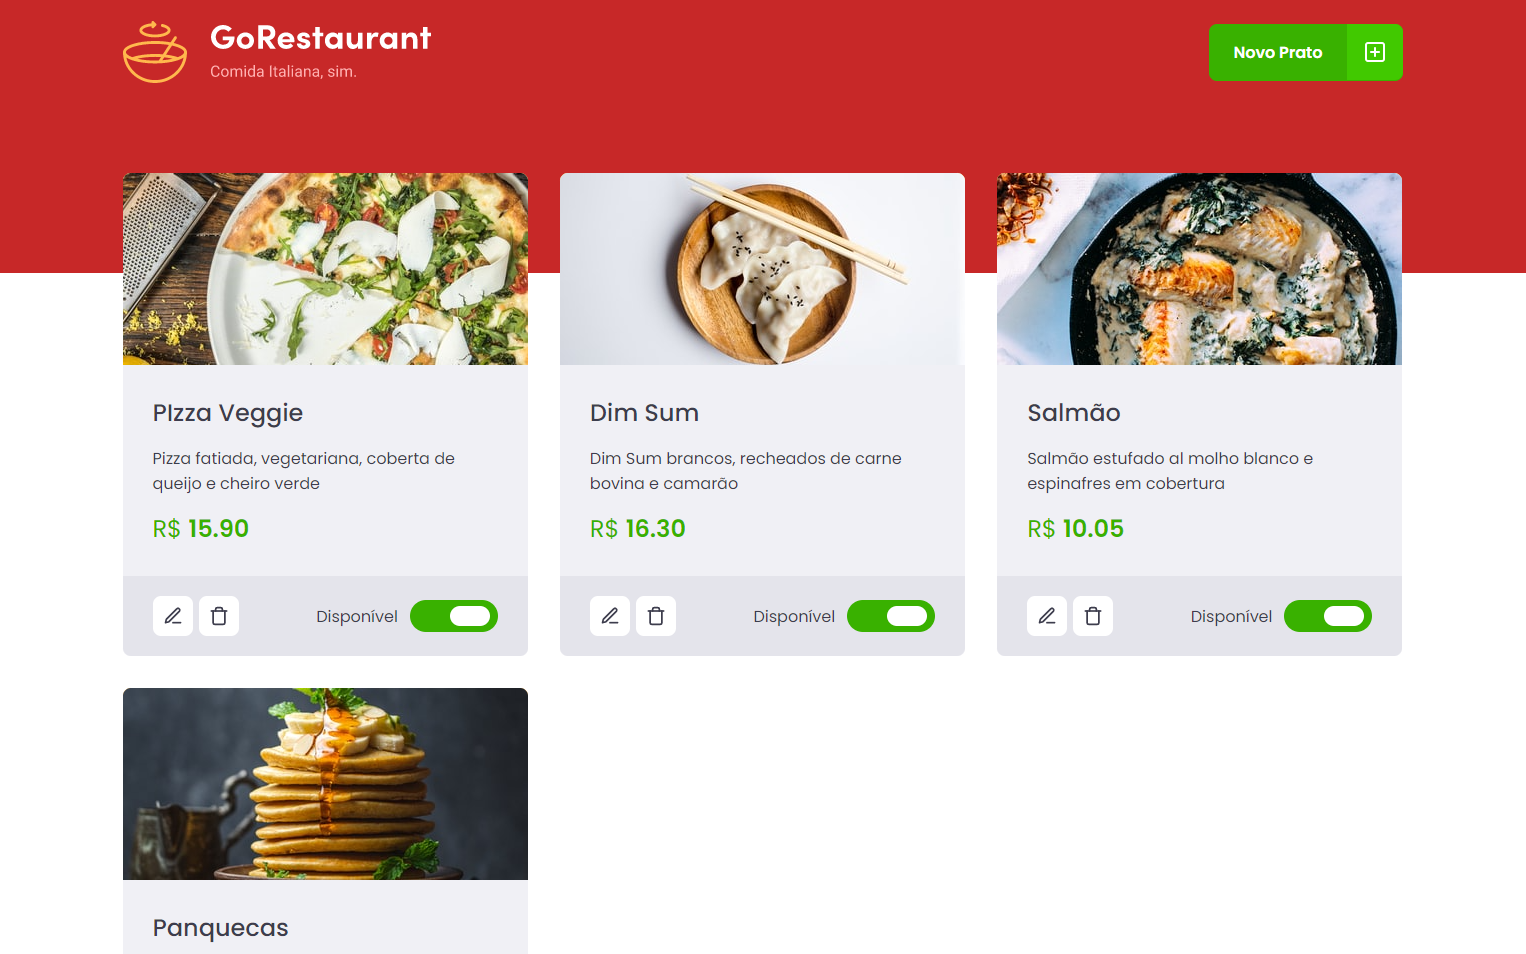 GoRestaurant
Comida Italiana, sim.
Novo Prato
PIzza Veggie
Pizza fatiada, vegetariana, coberta de
queijo e cheiro verde
R$ 15.90
Disponível
Dim Sum
Dim Sum brancos, recheados de carne
bovina e camarão
R$ 16.30
Disponível
Salmão
Salmão estufado al molho blanco e
espinafres em cobertura
R$ 10.05
Disponível
Panquecas